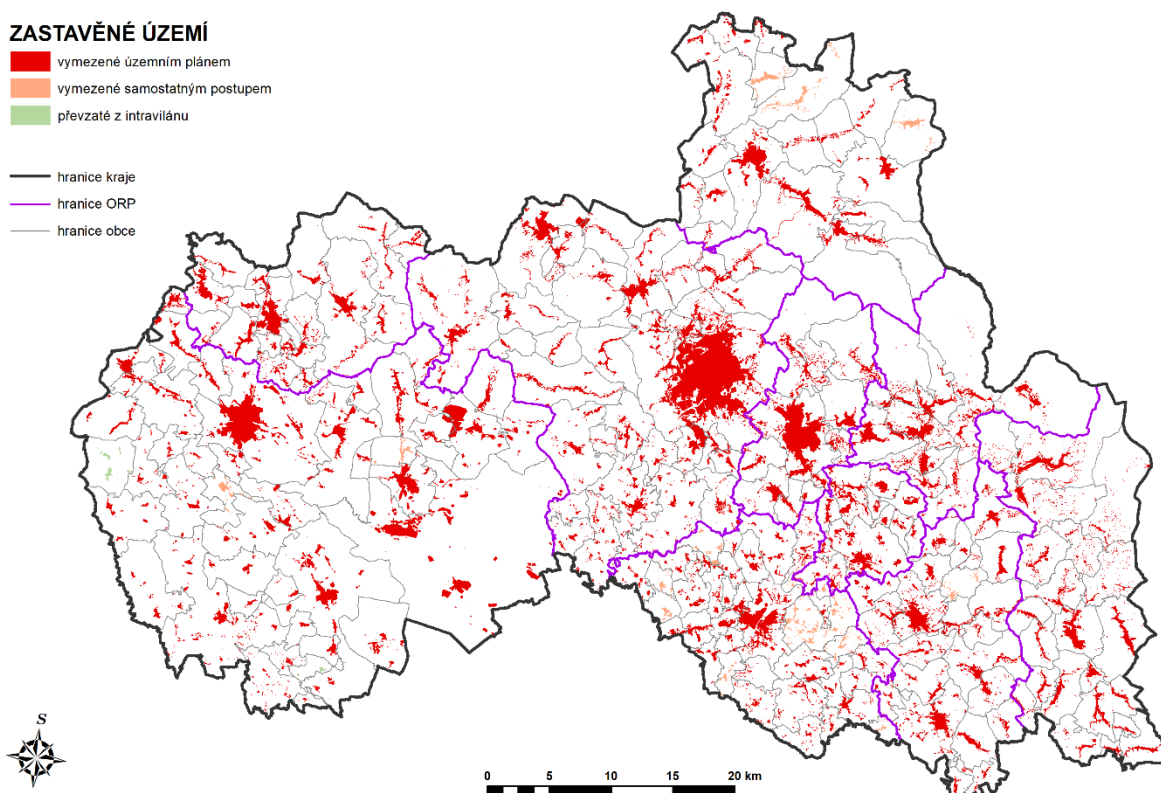 ZASTAVĚNÉ ÚZEMÍ
vymezené územním plánem
vymezené samostatným postupem
převzaté z intravilánu
hranice kraje
hranice ORP
hranice obce
S
0 5 10 15 20 km